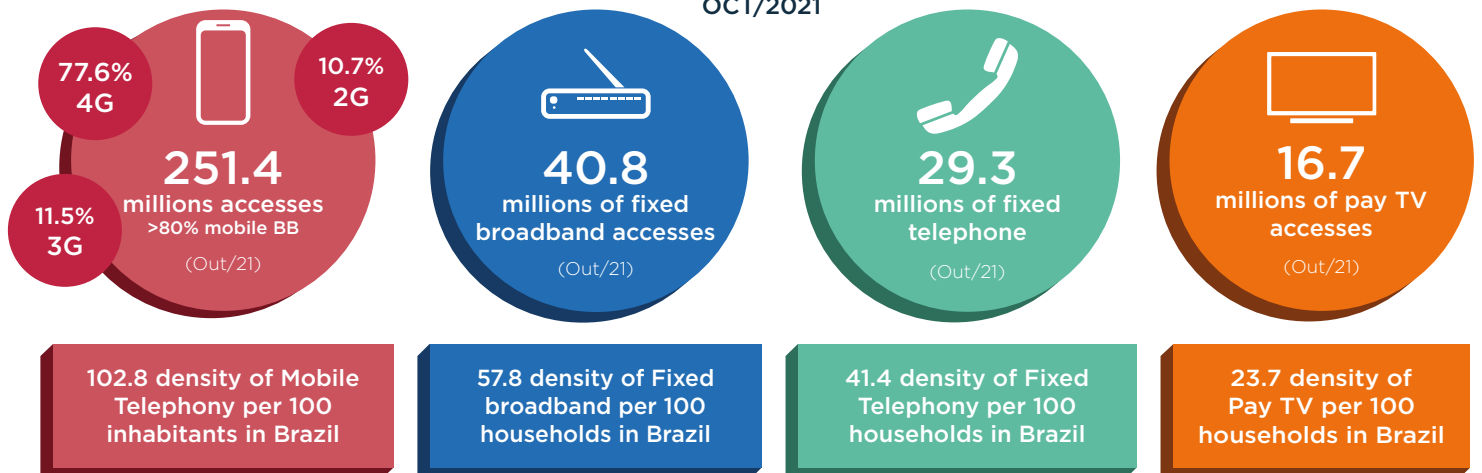 OCT/2021
77.6%
4G
10.7%
2G
11.5%
3G
251.4
millions accesses
>80% mobile BB
(Out/21)
40.8
millions of fixed
broadband accesses
(Out/21)
29.3
millions of fixed
telephone
(Out/21)
16.7
millions of pay TV
accesses
(Out/21)
102.8 density of Mobile
Telephony per 100
inhabitants in Brazil
57.8 density of Fixed
broadband per 100
households in Brazil
41.4 density of Fixed
Telephony per 100
households in Brazil
23.7 density of
Pay TV per 100
households in Brazil